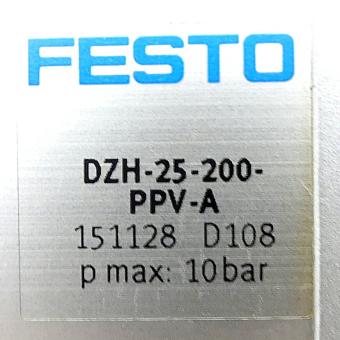 FESTO
DZH-25-200-
PPV-A
151128 D108
p max: 10bar